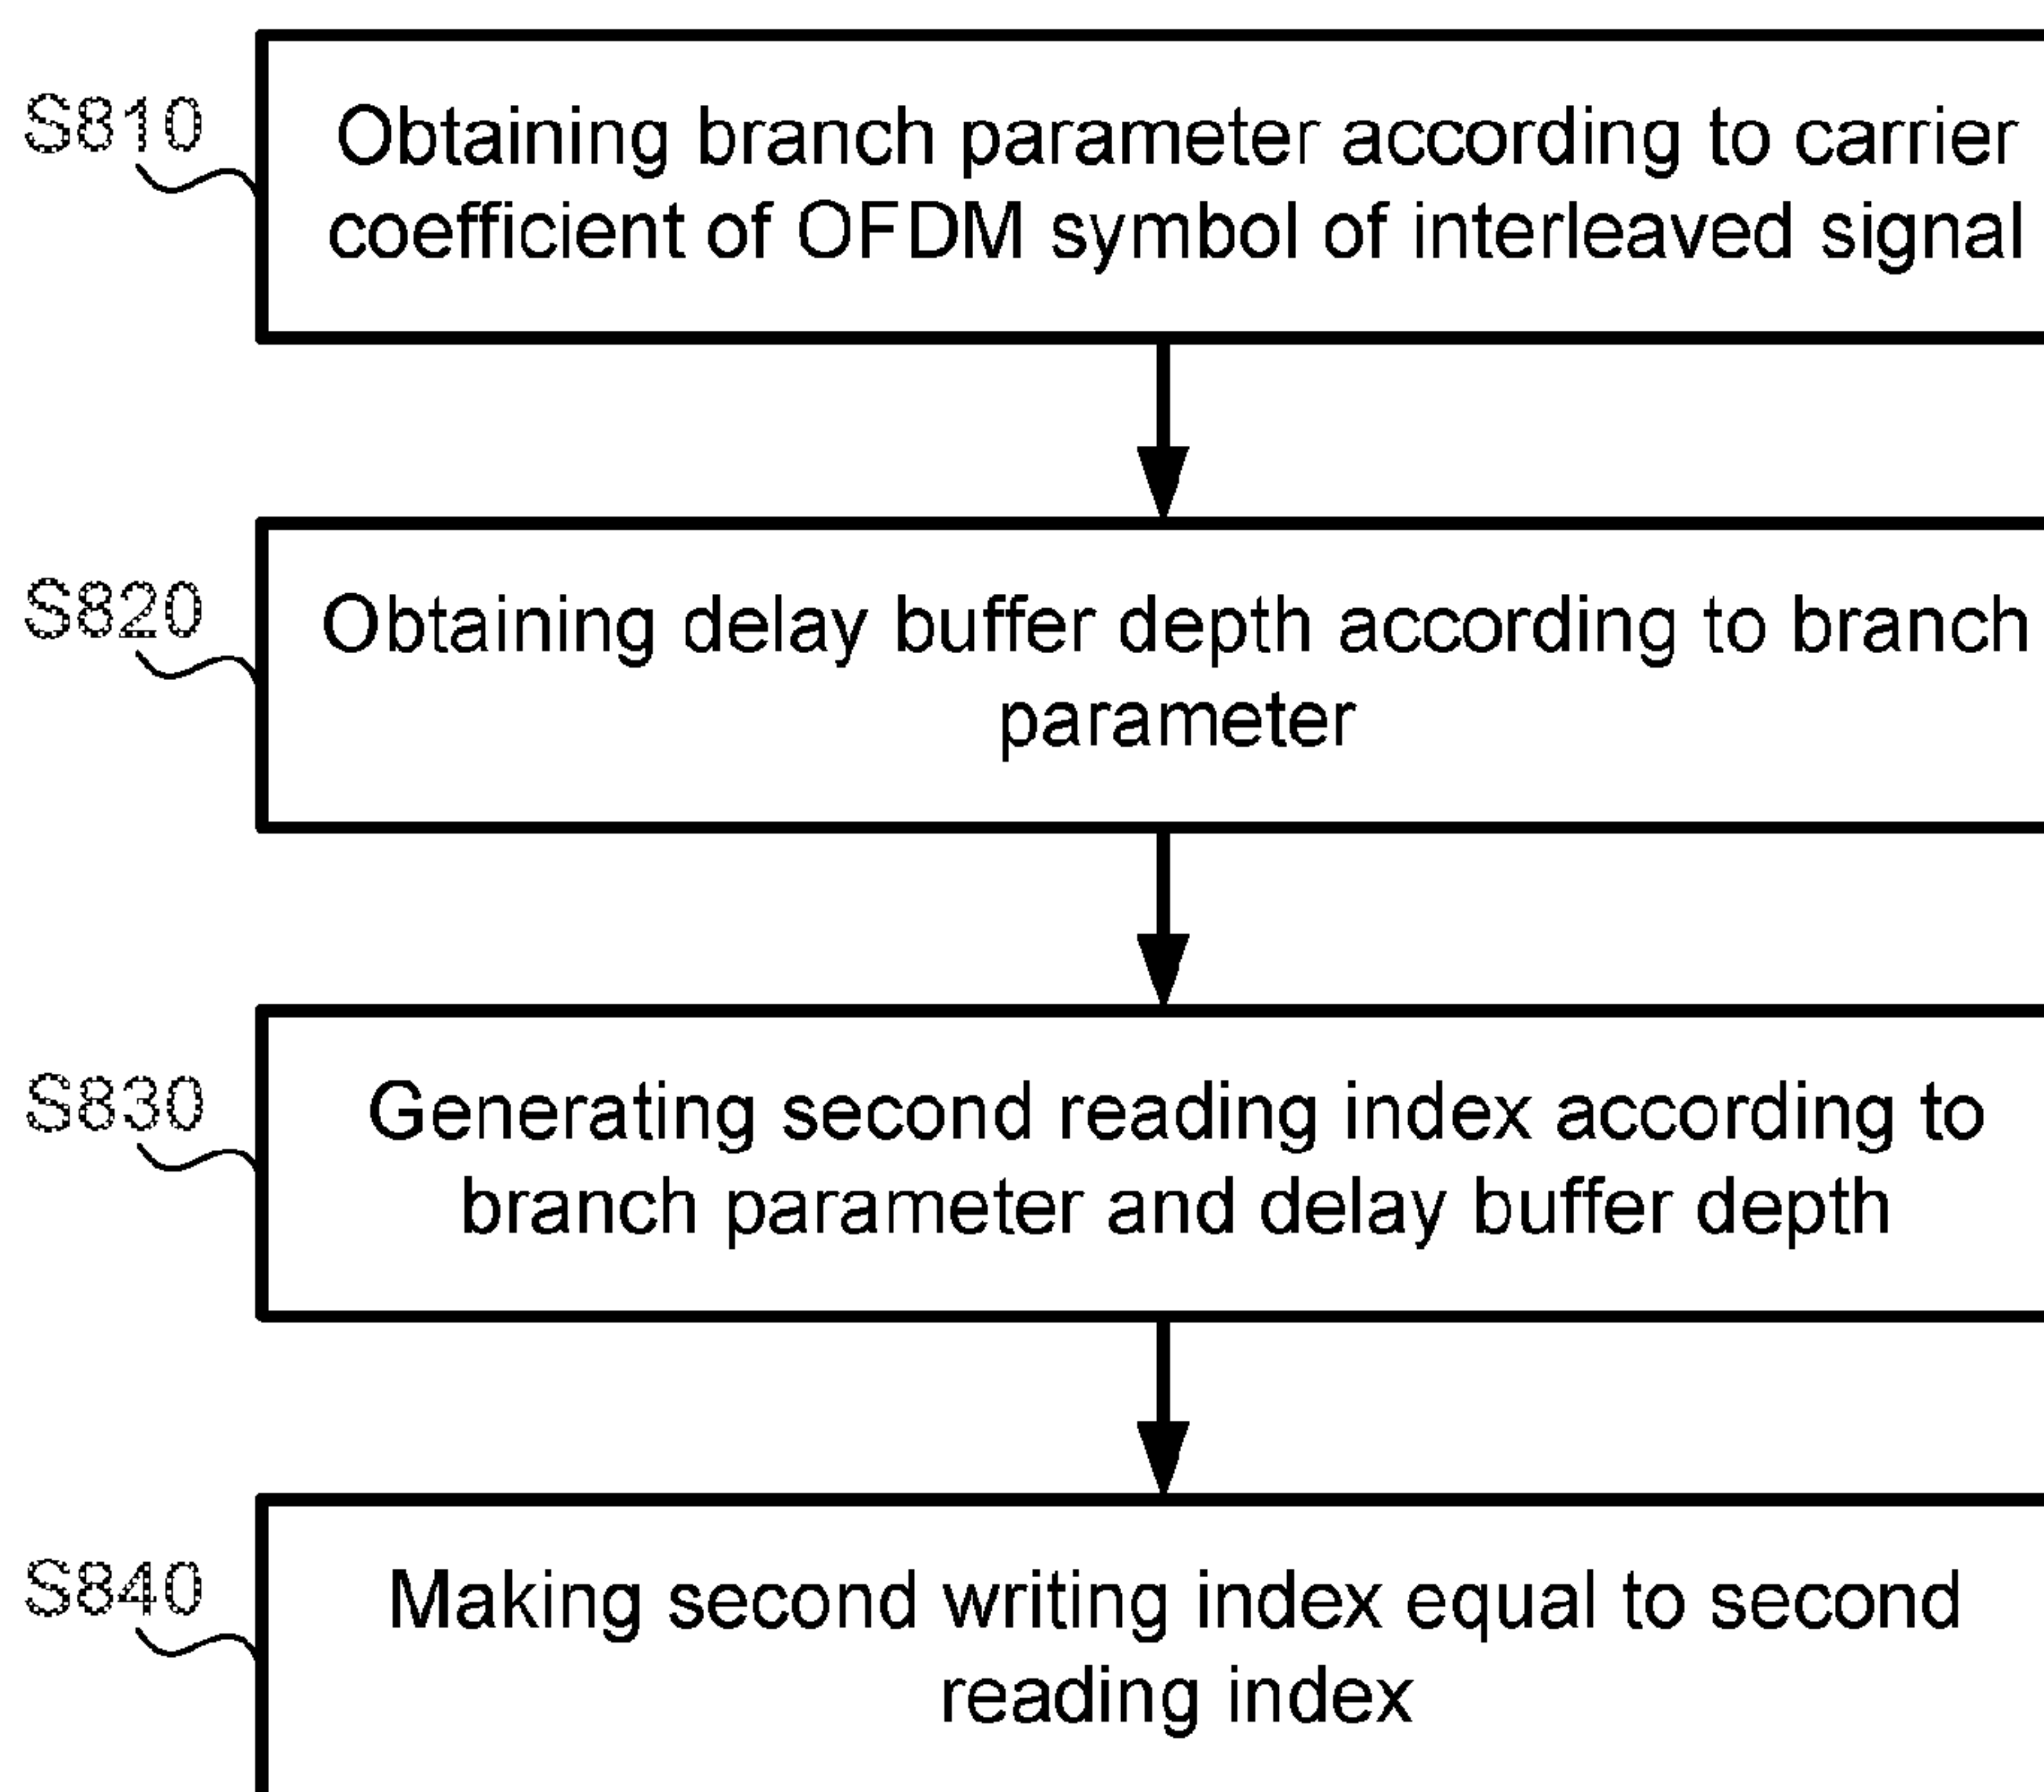 S810
Obtaining branch parameter according to carrier
coefficient of OFDM symbol of interleaved signal
S820
Obtaining delay buffer depth according to branch
parameter
S830
Generating second reading index according to
branch parameter and delay buffer depth
S840
Making second writing index equal to second
reading index